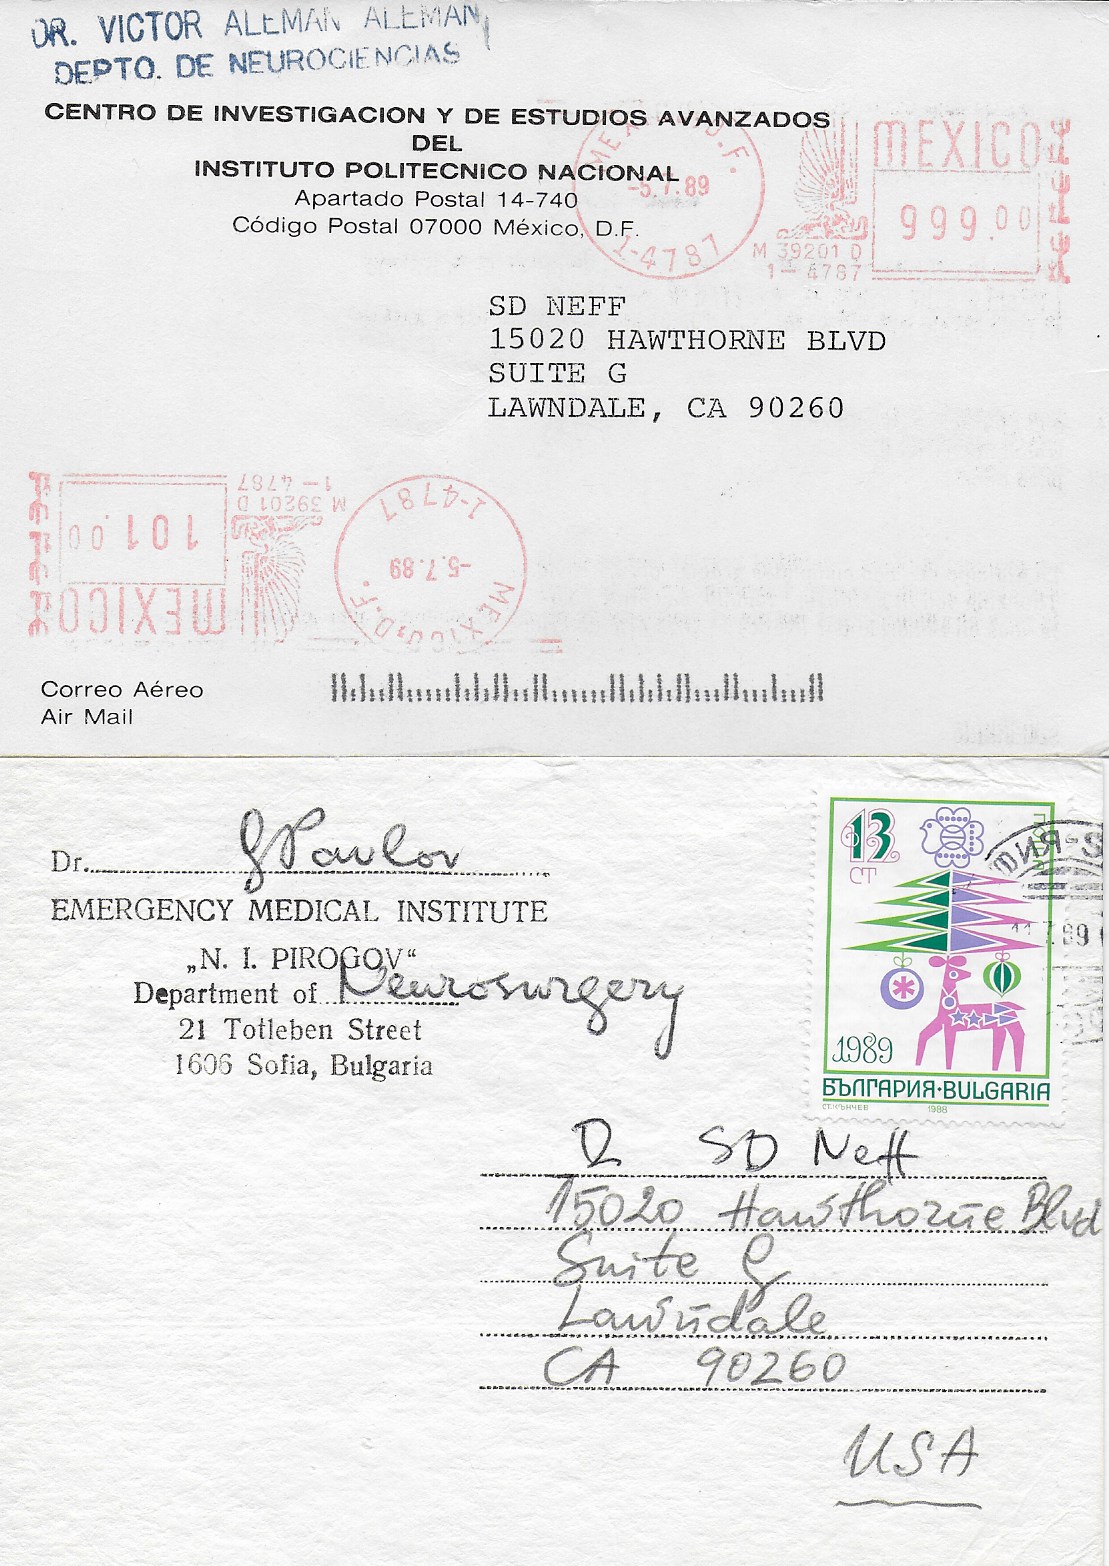 DR. VICTOR ALEMAN ALEMAN
DEPTO. DE NEUROCIENCIAS
CENTRO DE INVESTIGACION Y DE ESTUDIOS AVANZADOS
DEL
INSTITUTO POLITECNICO NACIONAL
Apartado Postal 14-740
Código Postal 07000 México, D.F.
MEXICO, D.F.
-5.7.89
1-4787
MEXICO
999.00
M 39201 D
1- 4787
SD NEFF
15020 HAWTHORNE BLVD
SUITE G
LAWNDALE, CA 90260
MEXICO
101.00
M 39201 D
1- 4787
MEXICO, D.F.
-5.7.89
1-4787
Correo Aéreo
Air Mail
Dr. G Pavlov
EMERGENCY MEDICAL INSTITUTE
„N. I. PIROGOV“
Department of Neurosurgery
21 Totleben Street
1606 Sofia, Bulgaria
13
СТ
1989
БЪЛГАРИЯ·BULGARIA
СТ. КЪНЧЕВ 1988
SD Neff
15020 Hawthorne Blvd
Suite G
Lawndale
CA 90260
USA